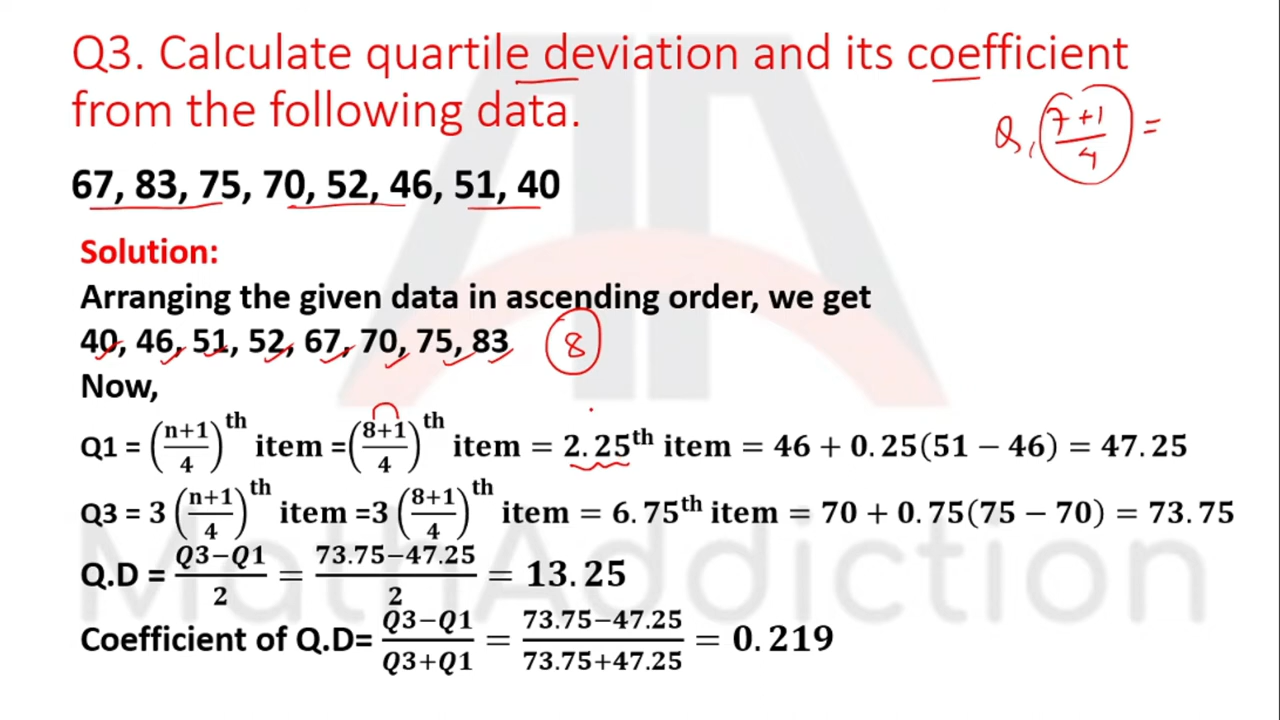 Q3. Calculate quartile deviation and its coefficient
from the following data.
Q₁ (7+1)/4 =
67, 83, 75, 70, 52, 46, 51, 40
Solution:
Arranging the given data in ascending order, we get
40, 46, 51, 52, 67, 70, 75, 83 8
Now,
Q1 = ((n+1)/4)^th item =((8+1)/4)^th item = 2.25^th item = 46 + 0.25(51 − 46) = 47.25
Q3 = 3 ((n+1)/4)^th item =3 ((8+1)/4)^th item = 6.75^th item = 70 + 0.75(75 − 70) = 73.75
Q.D = (Q3−Q1)/2 = (73.75−47.25)/2 = 13.25
Coefficient of Q.D= (Q3−Q1)/(Q3+Q1) = (73.75−47.25)/(73.75+47.25) = 0.219
MathAddiction